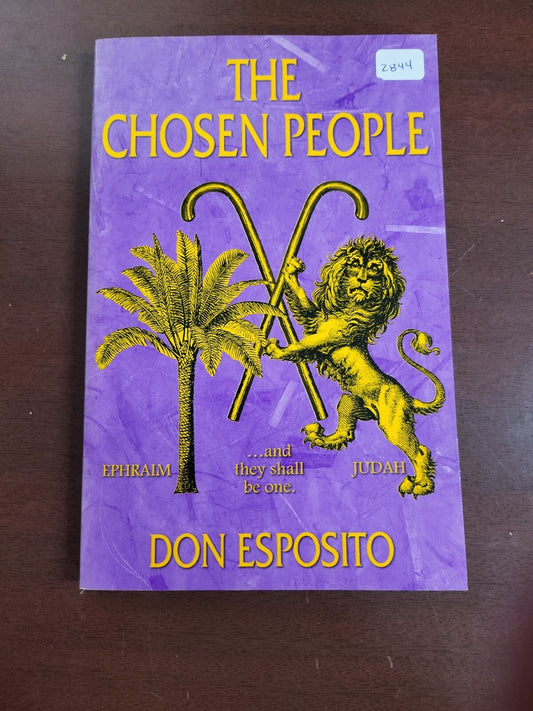 2844
THE
CHOSEN PEOPLE
EPHRAIM
...and
they shall
be one.
JUDAH
DON ESPOSITO